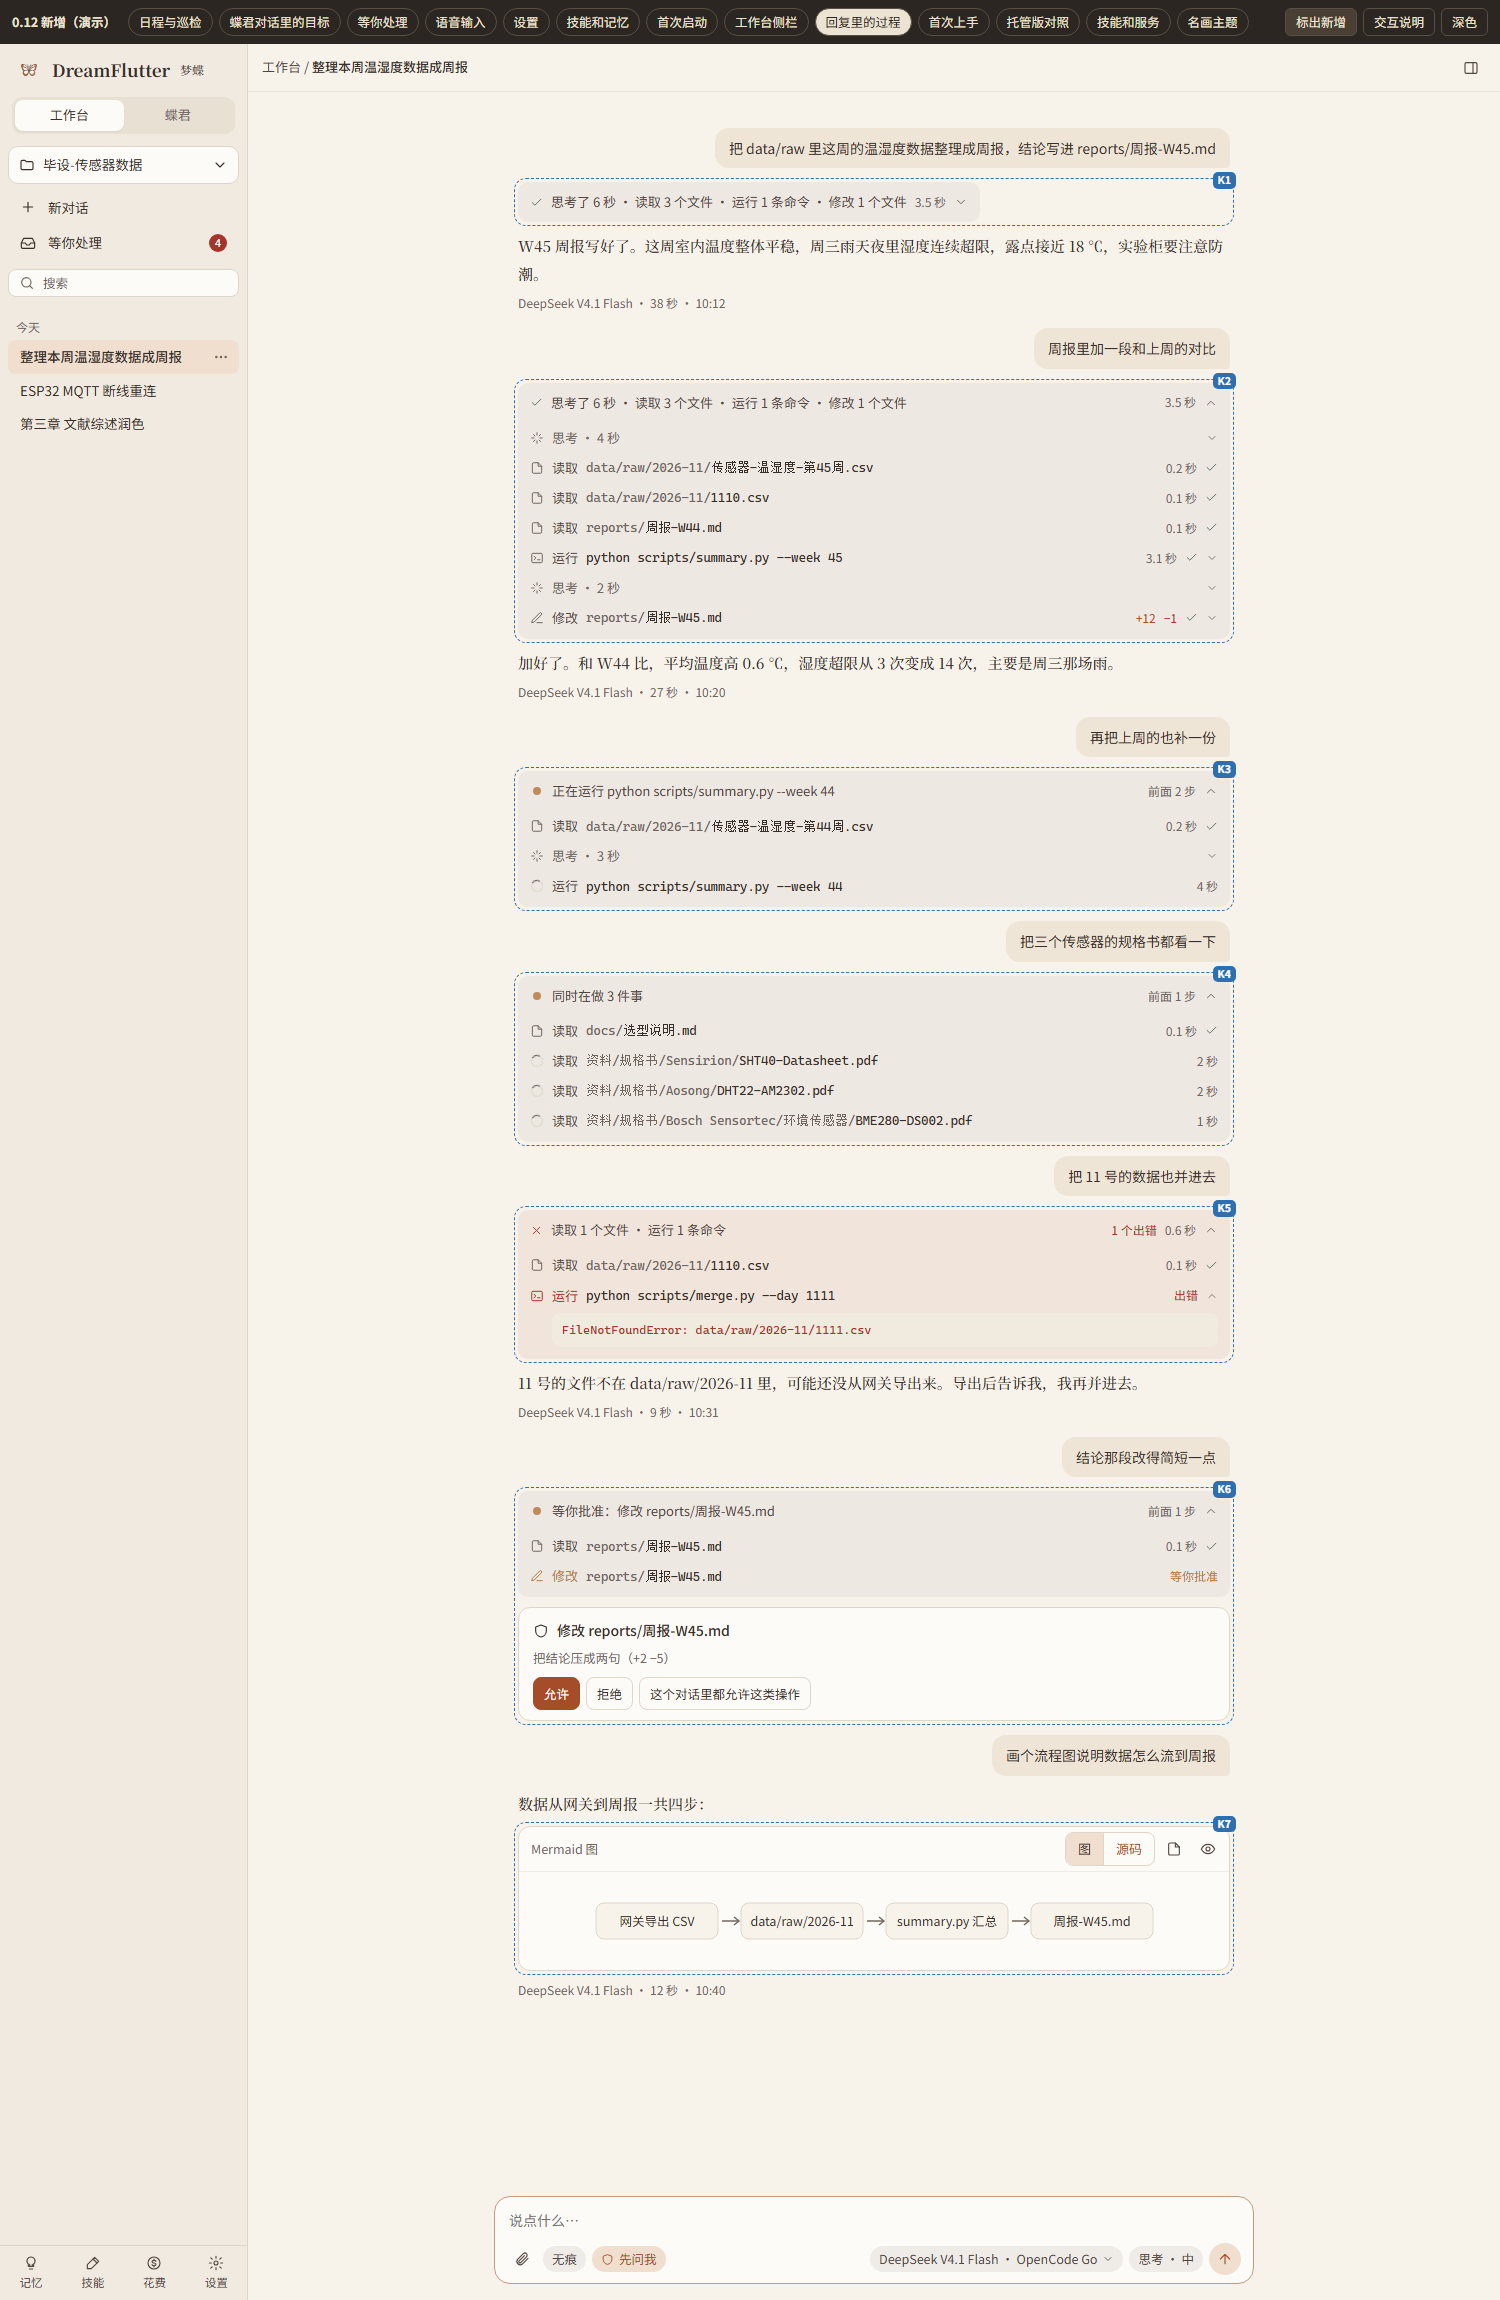 0.12 新增（演示） 日程与巡检 蝶君对话里的目标 等你处理 语音输入 设置 技能和记忆 首次启动 工作台侧栏 回复里的过程 首次上手 托管版对照 技能和服务 名画主题 标出新增 交互说明 深色
DreamFlutter 梦蝶
工作台 蝶君
毕设-传感器数据
新对话
等你处理 4
搜索
今天
整理本周温湿度数据成周报 ···
ESP32 MQTT 断线重连
第三章 文献综述润色
记忆 技能 花费 设置
工作台 / 整理本周温湿度数据成周报
把 data/raw 里这周的温湿度数据整理成周报，结论写进 reports/周报-W45.md
K1
思考了 6 秒 · 读取 3 个文件 · 运行 1 条命令 · 修改 1 个文件 3.5 秒
W45 周报写好了。这周室内温度整体平稳，周三雨天夜里湿度连续超限，露点接近 18 °C，实验柜要注意防
潮。
DeepSeek V4.1 Flash · 38 秒 · 10:12
周报里加一段和上周的对比
K2
思考了 6 秒 · 读取 3 个文件 · 运行 1 条命令 · 修改 1 个文件 3.5 秒
思考 · 4 秒
读取 data/raw/2026-11/传感器-温湿度-第45周.csv 0.2 秒
读取 data/raw/2026-11/1110.csv 0.1 秒
读取 reports/周报-W44.md 0.1 秒
运行 python scripts/summary.py --week 45 3.1 秒
思考 · 2 秒
修改 reports/周报-W45.md +12 −1
加好了。和 W44 比，平均温度高 0.6 °C，湿度超限从 3 次变成 14 次，主要是周三那场雨。
DeepSeek V4.1 Flash · 27 秒 · 10:20
再把上周的也补一份
K3
正在运行 python scripts/summary.py --week 44 前面 2 步
读取 data/raw/2026-11/传感器-温湿度-第44周.csv 0.2 秒
思考 · 3 秒
运行 python scripts/summary.py --week 44 4 秒
把三个传感器的规格书都看一下
K4
同时在做 3 件事 前面 1 步
读取 docs/选型说明.md 0.1 秒
读取 资料/规格书/Sensirion/SHT40-Datasheet.pdf 2 秒
读取 资料/规格书/Aosong/DHT22-AM2302.pdf 2 秒
读取 资料/规格书/Bosch Sensortec/环境传感器/BME280-DS002.pdf 1 秒
把 11 号的数据也并进去
K5
读取 1 个文件 · 运行 1 条命令 1 个出错 0.6 秒
读取 data/raw/2026-11/1110.csv 0.1 秒
运行 python scripts/merge.py --day 1111 出错
FileNotFoundError: data/raw/2026-11/1111.csv
11 号的文件不在 data/raw/2026-11 里，可能还没从网关导出来。导出后告诉我，我再并进去。
DeepSeek V4.1 Flash · 9 秒 · 10:31
结论那段改得简短一点
K6
等你批准：修改 reports/周报-W45.md 前面 1 步
读取 reports/周报-W45.md 0.1 秒
修改 reports/周报-W45.md 等你批准
修改 reports/周报-W45.md
把结论压成两句（+2 −5）
允许 拒绝 这个对话里都允许这类操作
画个流程图说明数据怎么流到周报
数据从网关到周报一共四步：
K7
Mermaid 图 图 源码
网关导出 CSV data/raw/2026-11 summary.py 汇总 周报-W45.md
DeepSeek V4.1 Flash · 12 秒 · 10:40
说点什么…
无痕 先问我 DeepSeek V4.1 Flash · OpenCode Go 思考 · 中